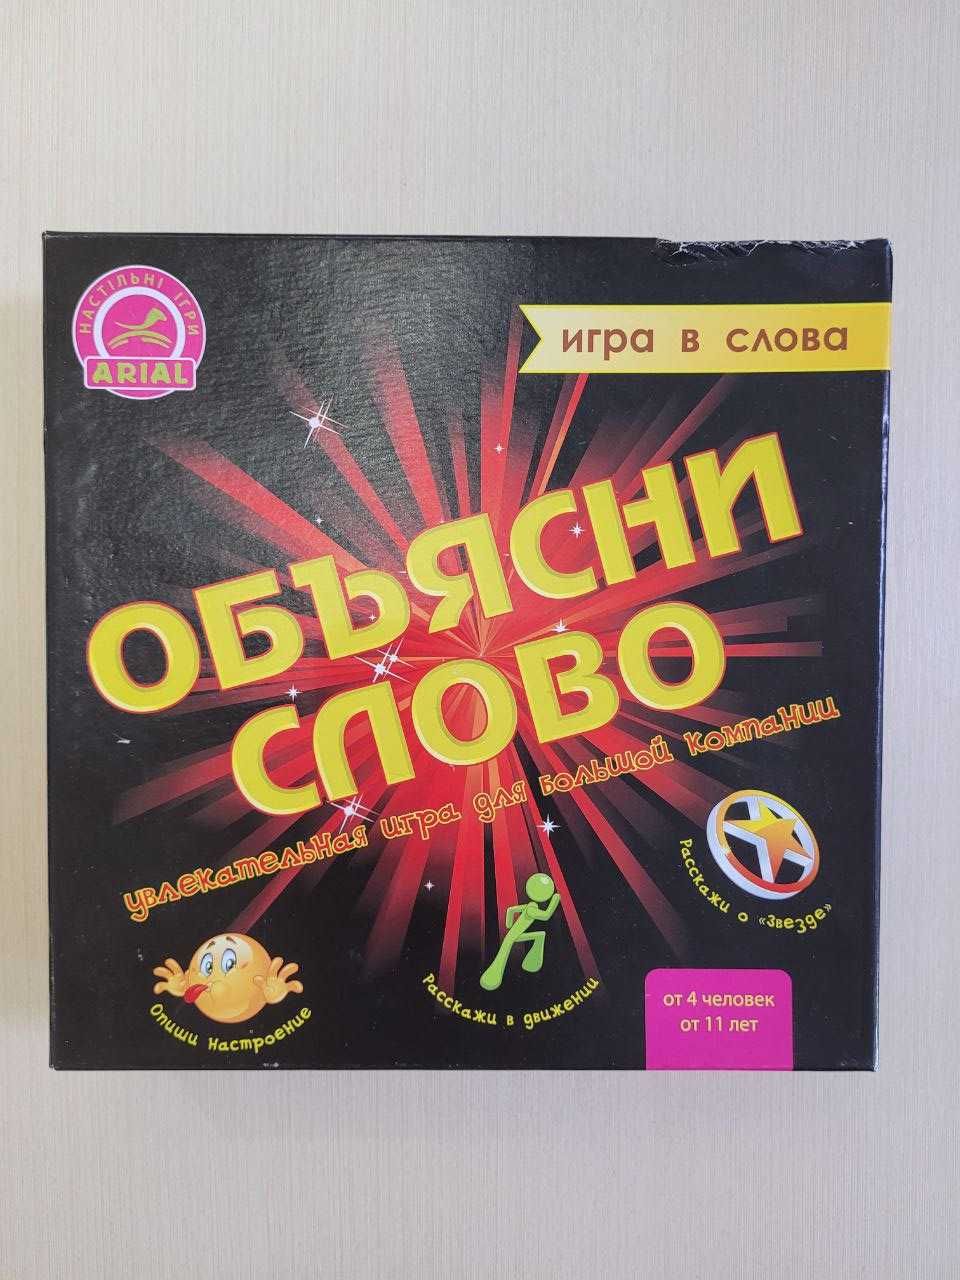 НАСТІЛЬНІ ІГРИ
ARIAL
игра в слова
ОБЪЯСНИ
СЛОВО
увлекательная игра для большой компании
Опиши настроение
Расскажи в движении
Расскажи о «Звезде»
от 4 человек
от 11 лет